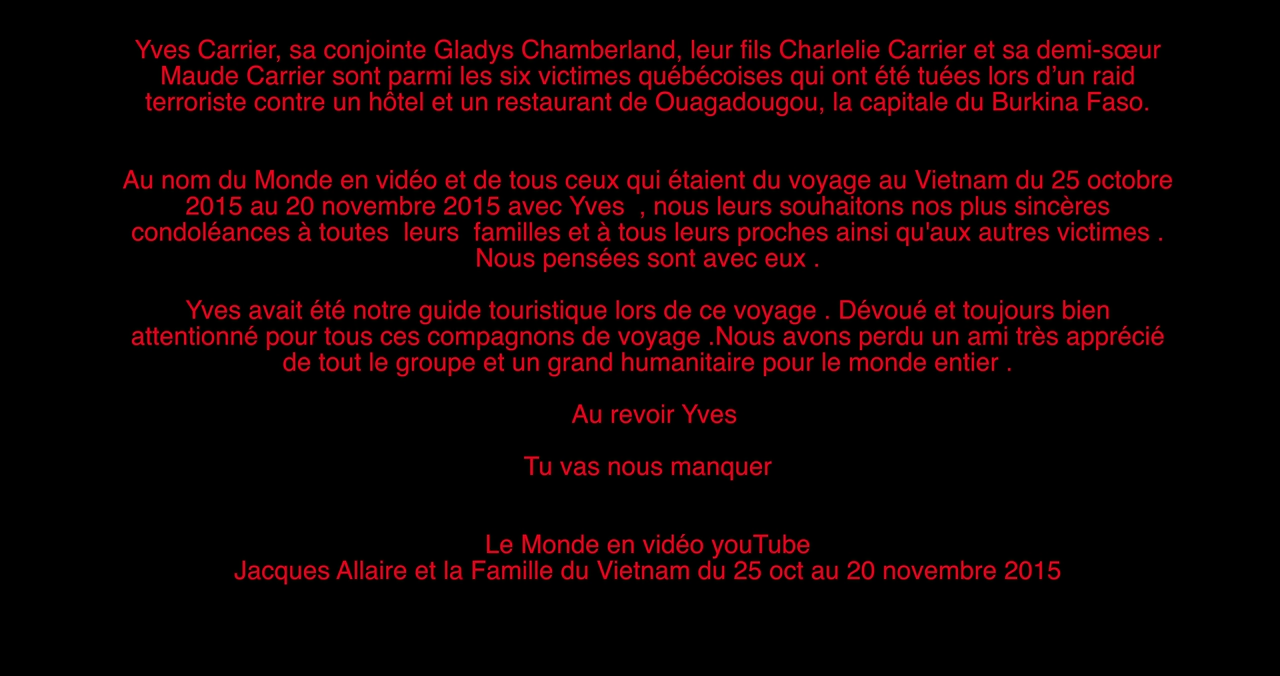 Yves Carrier, sa conjointe Gladys Chamberland, leur fils Charlelie Carrier et sa demi-sœur
Maude Carrier sont parmi les six victimes québécoises qui ont été tuées lors d’un raid
terroriste contre un hôtel et un restaurant de Ouagadougou, la capitale du Burkina Faso.
Au nom du Monde en vidéo et de tous ceux qui étaient du voyage au Vietnam du 25 octobre
2015 au 20 novembre 2015 avec Yves  , nous leurs souhaitons nos plus sincères
condoléances à toutes  leurs  familles et à tous leurs proches ainsi qu'aux autres victimes .
Nous pensées sont avec eux .
Yves avait été notre guide touristique lors de ce voyage . Dévoué et toujours bien
attentionné pour tous ces compagnons de voyage .Nous avons perdu un ami très apprécié
de tout le groupe et un grand humanitaire pour le monde entier .
Au revoir Yves
Tu vas nous manquer
Le Monde en vidéo youTube
Jacques Allaire et la Famille du Vietnam du 25 oct au 20 novembre 2015